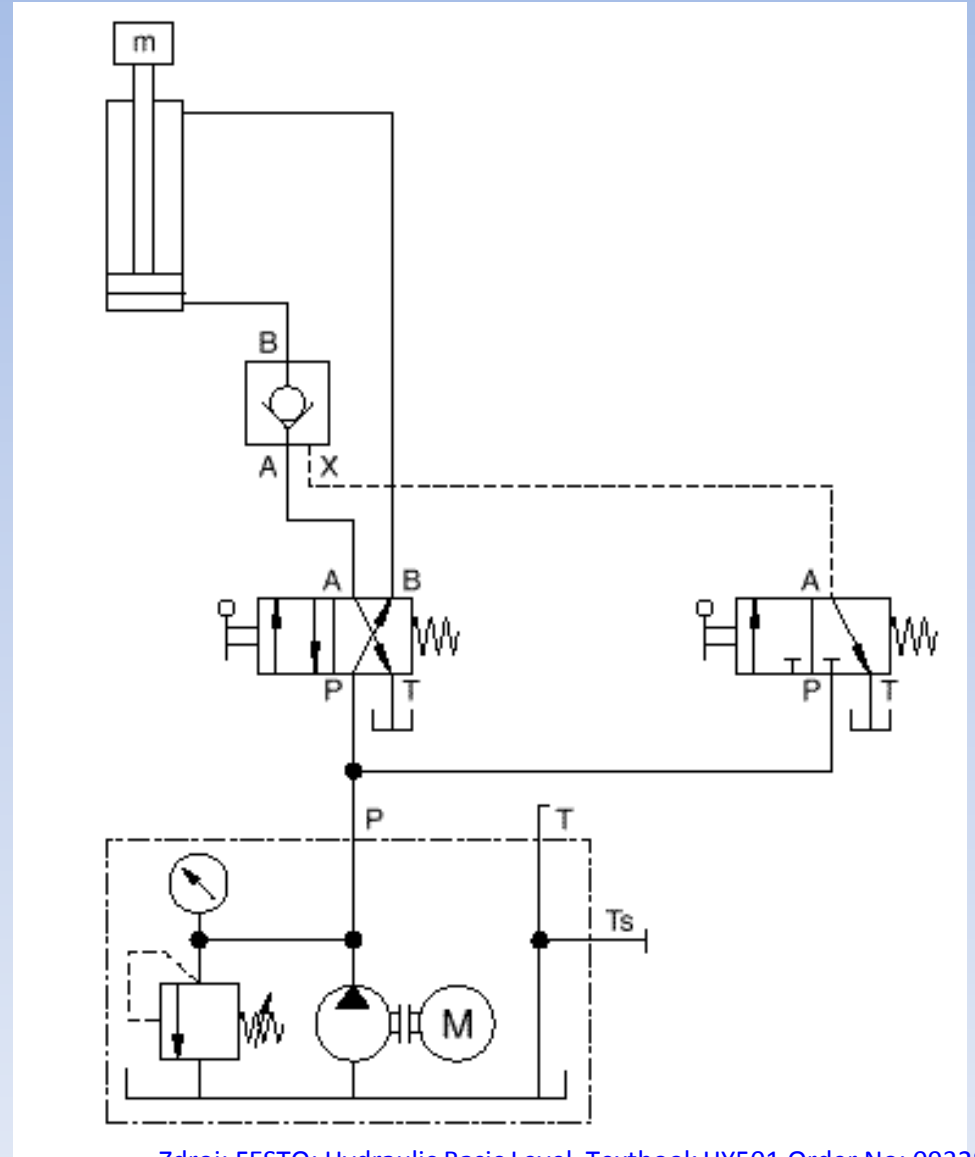 m
B
A X
A B
A
P T
P T
P
T
Ts
M
Zdroj: FESTO: Hydraulic Basic Level, Textbook HY501 Order No: 0932